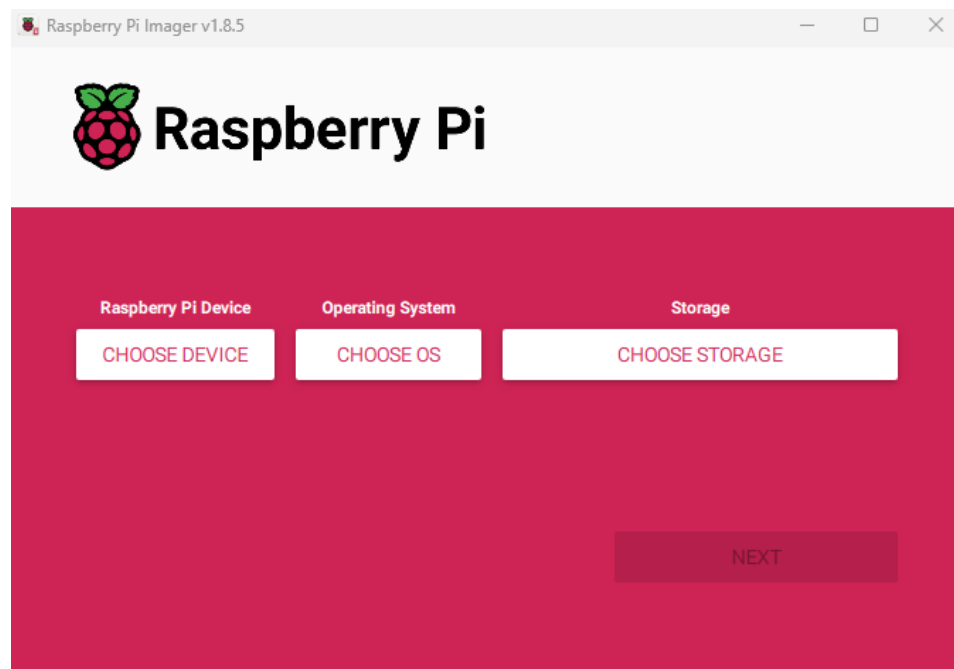 Raspberry Pi Imager v1.8.5
Raspberry Pi
Raspberry Pi Device Operating System Storage
CHOOSE DEVICE CHOOSE OS CHOOSE STORAGE
NEXT